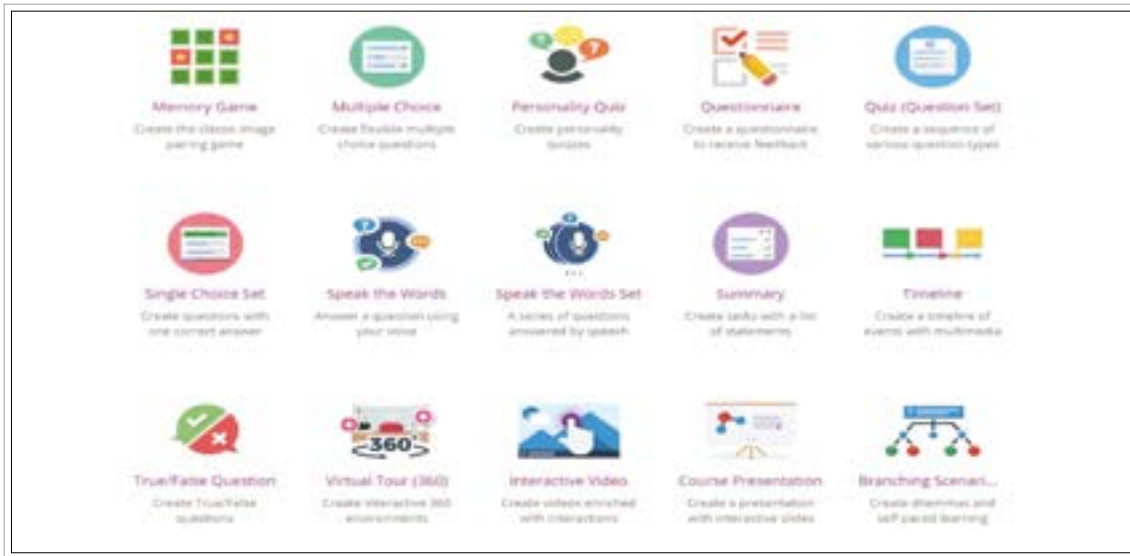 Memory Game
Multiple Choice
Personality Quiz
Questionnaire
Quiz (Question Set)
Create the classic image
pairing game
Create flexible multiple
choice questions
Create personality
quizzes
Create a questionnaire
to receive feedback
Create a sequence of
various question types
Single Choice Set
Speak the Words
Speak the Words Set
Summary
Timeline
Create questions with
one correct answer
Answer a question using
your voice
A series of questions
answered by speech
Create tasks with a list
of statements
Create a timeline of
events with multimedia
360°
True/False Question
Virtual Tour (360)
Interactive Video
Course Presentation
Branching Scenari...
Create True/False
questions
Create interactive 360
environments
Create videos enriched
with interactions
Create a presentation
with interactive slides
Create dilemmas and
self paced learning